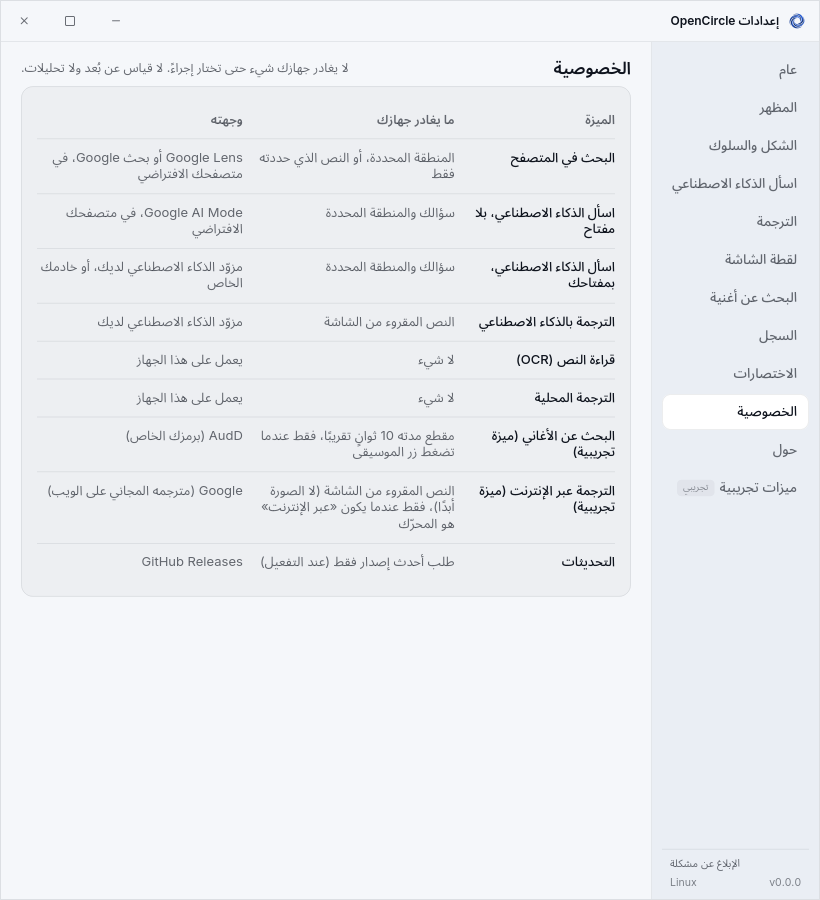 إعدادات OpenCircle
عام
المظهر
الشكل والسلوك
اسأل الذكاء الاصطناعي
الترجمة
لقطة الشاشة
البحث عن أغنية
السجل
الاختصارات
الخصوصية
حول
ميزات تجريبية تجريبي
الإبلاغ عن مشكلة
Linux v0.0.0
الخصوصية
لا يغادر جهازك شيء حتى تختار إجراءً. لا قياس عن بُعد ولا تحليلات.
الميزة ما يغادر جهازك وجهته
البحث في المتصفح
المنطقة المحددة، أو النص الذي حددته
فقط
Google Lens أو بحث Google، في
متصفحك الافتراضي
اسأل الذكاء الاصطناعي، بلا
مفتاح
سؤالك والمنطقة المحددة
Google AI Mode، في متصفحك
الافتراضي
اسأل الذكاء الاصطناعي،
بمفتاحك
سؤالك والمنطقة المحددة
مزوّد الذكاء الاصطناعي لديك، أو خادمك
الخاص
الترجمة بالذكاء الاصطناعي
النص المقروء من الشاشة
مزوّد الذكاء الاصطناعي لديك
قراءة النص (OCR)
لا شيء
يعمل على هذا الجهاز
الترجمة المحلية
لا شيء
يعمل على هذا الجهاز
البحث عن الأغاني (ميزة
تجريبية)
مقطع مدته 10 ثوانٍ تقريبًا، فقط عندما
تضغط زر الموسيقى
AudD (برمزك الخاص)
الترجمة عبر الإنترنت (ميزة
تجريبية)
النص المقروء من الشاشة (لا الصورة
أبدًا)، فقط عندما يكون «عبر الإنترنت»
هو المحرّك
Google (مترجمه المجاني على الويب)
التحديثات
طلب أحدث إصدار فقط (عند التفعيل)
GitHub Releases